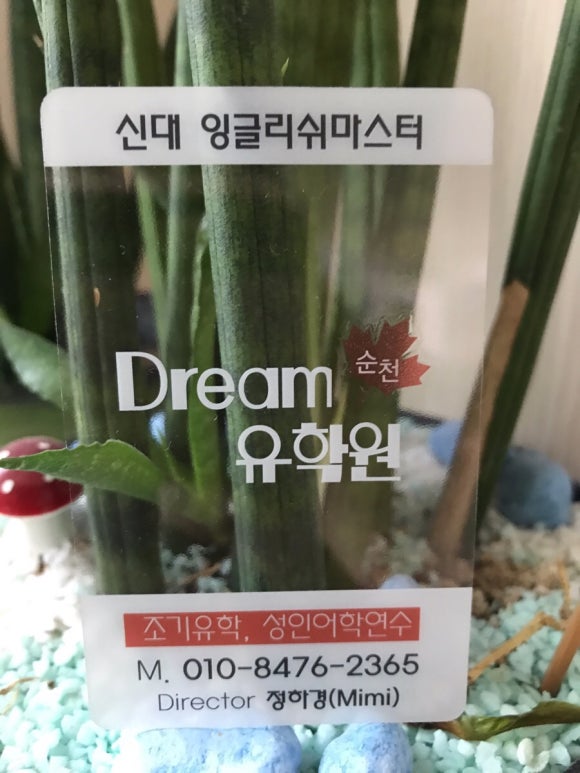 신대 잉글리쉬마스터
Dream 순천
유학원
조기유학, 성인어학연수
M. 010-8476-2365
Director 정하경(Mimi)